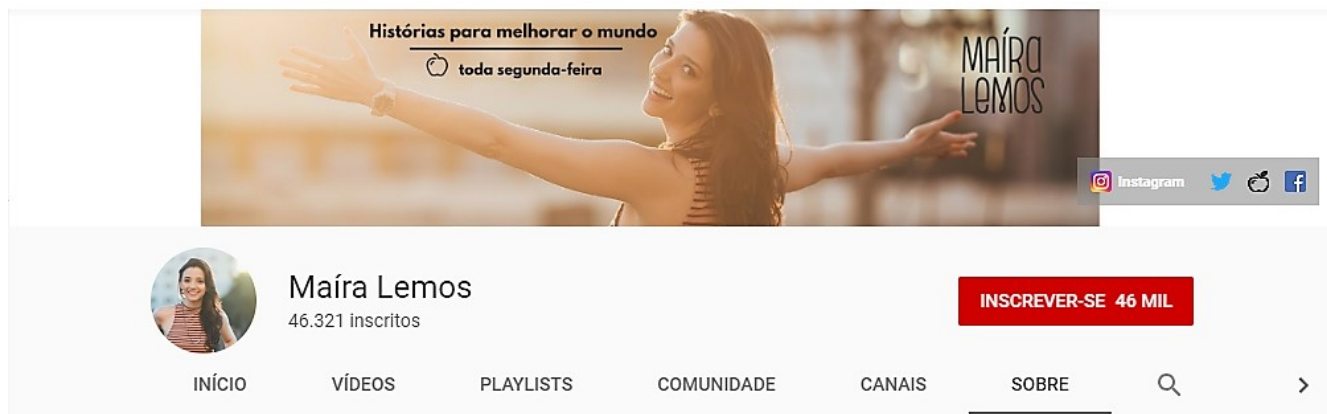 Histórias para melhorar o mundo
toda segunda-feira
MAÍRA
LEMOS
Instagram
Maíra Lemos
46.321 inscritos
INSCREVER-SE 46 MIL
INÍCIO VÍDEOS PLAYLISTS COMUNIDADE CANAIS SOBRE